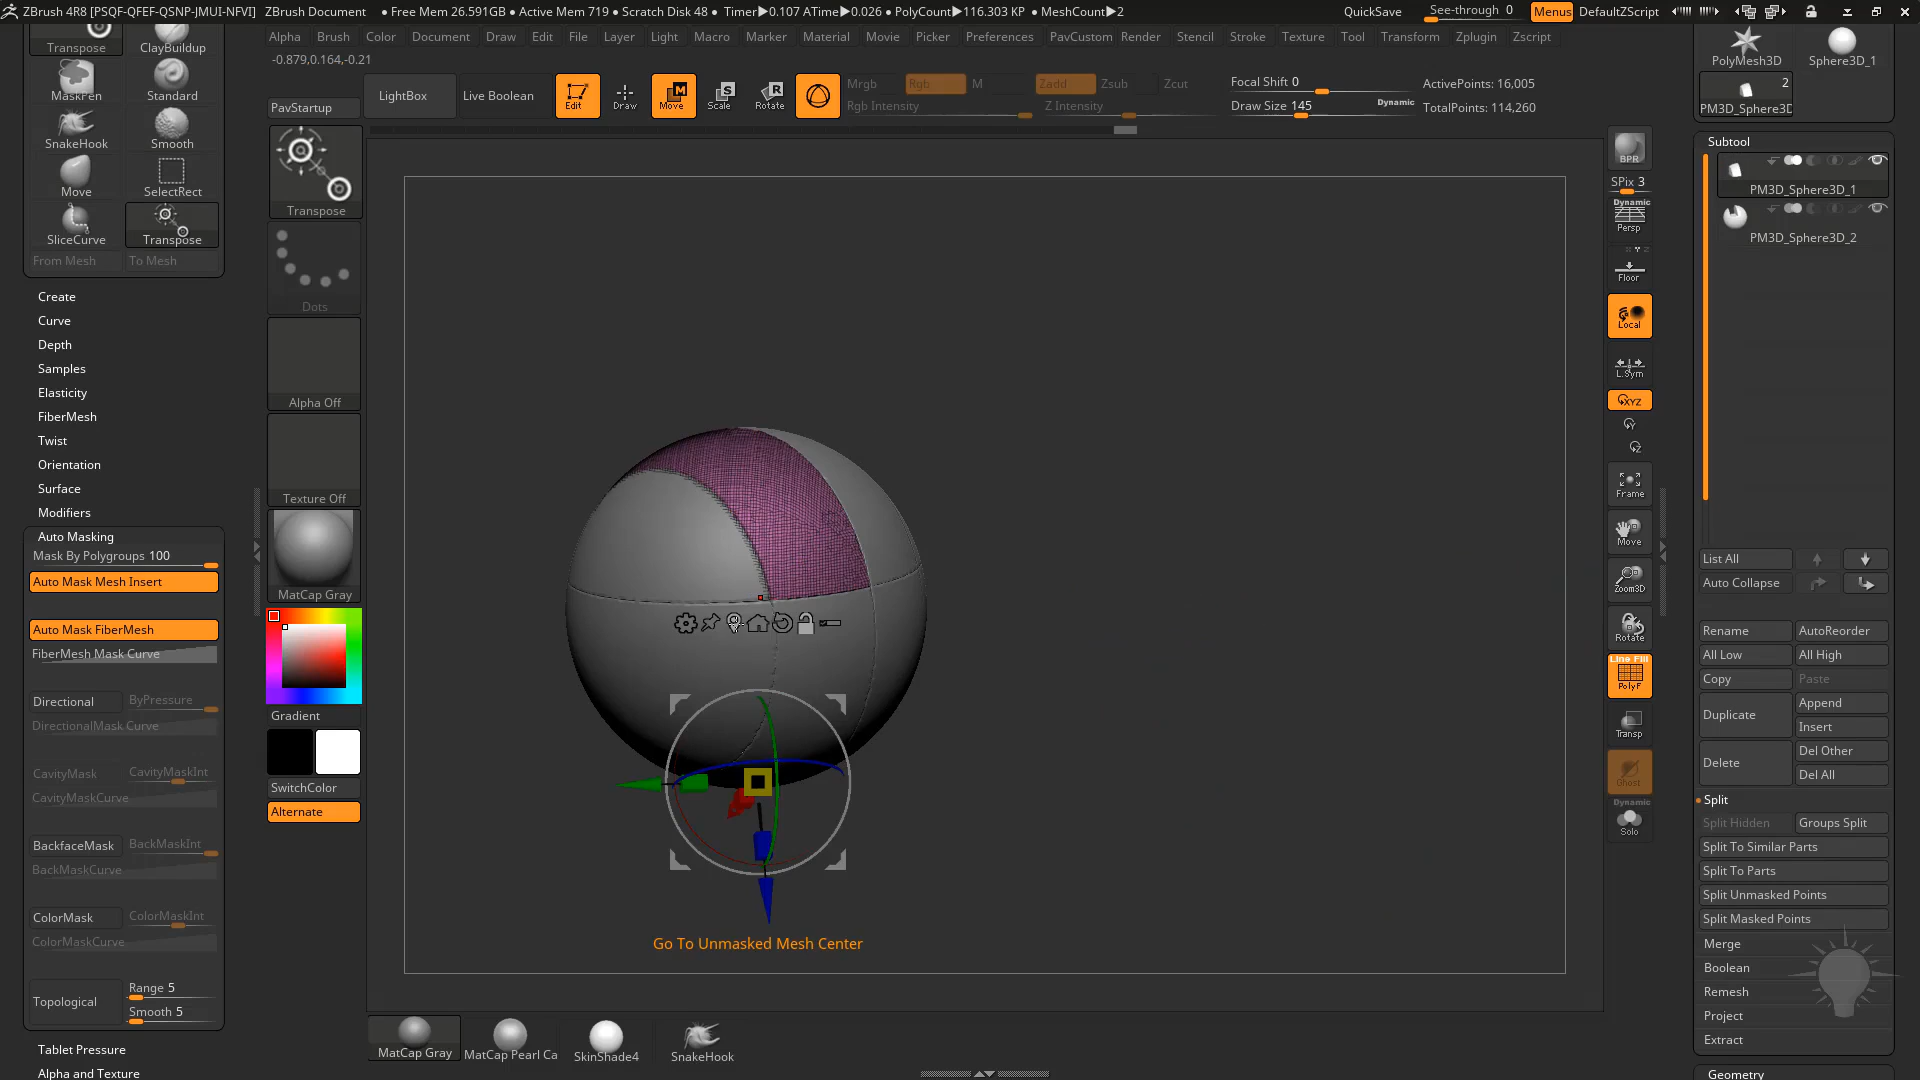 ZBrush 4R8 [PSQF-QFEF-QSNP-JMUI-NFVI] ZBrush Document • Free Mem 26.591GB • Active Mem 719 • Scratch Disk 48 • Timer▶0.107 ATime▶0.026 • PolyCount▶116.303 KP • MeshCount▶2 QuickSave See-through 0 Menus DefaultZScript
Alpha Brush Color Document Draw Edit File Layer Light Macro Marker Material Movie Picker Preferences PavCustom Render Stencil Stroke Texture Tool Transform Zplugin Zscript
-0.879,0.164,-0.21
PavStartup LightBox Live Boolean Edit Draw Move Scale Rotate Mrgb Rgb M Zadd Zsub Zcut
Rgb Intensity Z Intensity
Focal Shift 0
Draw Size 145 Dynamic
ActivePoints: 16,005
TotalPoints: 114,260
Transpose ClayBuildup
MaskPen Standard
SnakeHook Smooth
Move SelectRect
SliceCurve Transpose
From Mesh To Mesh
Create
Curve
Depth
Samples
Elasticity
FiberMesh
Twist
Orientation
Surface
Modifiers
Auto Masking
Mask By Polygroups 100
Auto Mask Mesh Insert
Auto Mask FiberMesh
FiberMesh Mask Curve
Directional ByPressure
Directional|Mask Curve
CavityMask CavityMaskInt
CavityMaskCurve
BackfaceMask BackMaskInt
BackMaskCurve
ColorMask ColorMaskInt
ColorMaskCurve
Topological Range 5
Smooth 5
Tablet Pressure
Alpha and Texture
Transpose
Dots
Alpha Off
Texture Off
MatCap Gray
Gradient
SwitchColor
Alternate
Go To Unmasked Mesh Center
MatCap Gray MatCap Pearl Ca SkinShade4 SnakeHook
BPR
SPix 3
Dynamic
Persp
Floor
Local
L.Sym
XYZ
Y
Z
Frame
Move
Zoom3D
Rotate
Line Fill
PolyF
Transp
Ghost
Dynamic
Solo
PolyMesh3D Sphere3D_1
2
PM3D_Sphere3D
Subtool
PM3D_Sphere3D_1
PM3D_Sphere3D_2
List All
Auto Collapse
Rename AutoReorder
All Low All High
Copy Paste
Duplicate Append
Insert
Delete Del Other
Del All
Split
Split Hidden Groups Split
Split To Similar Parts
Split To Parts
Split Unmasked Points
Split Masked Points
Merge
Boolean
Remesh
Project
Extract
Geometry